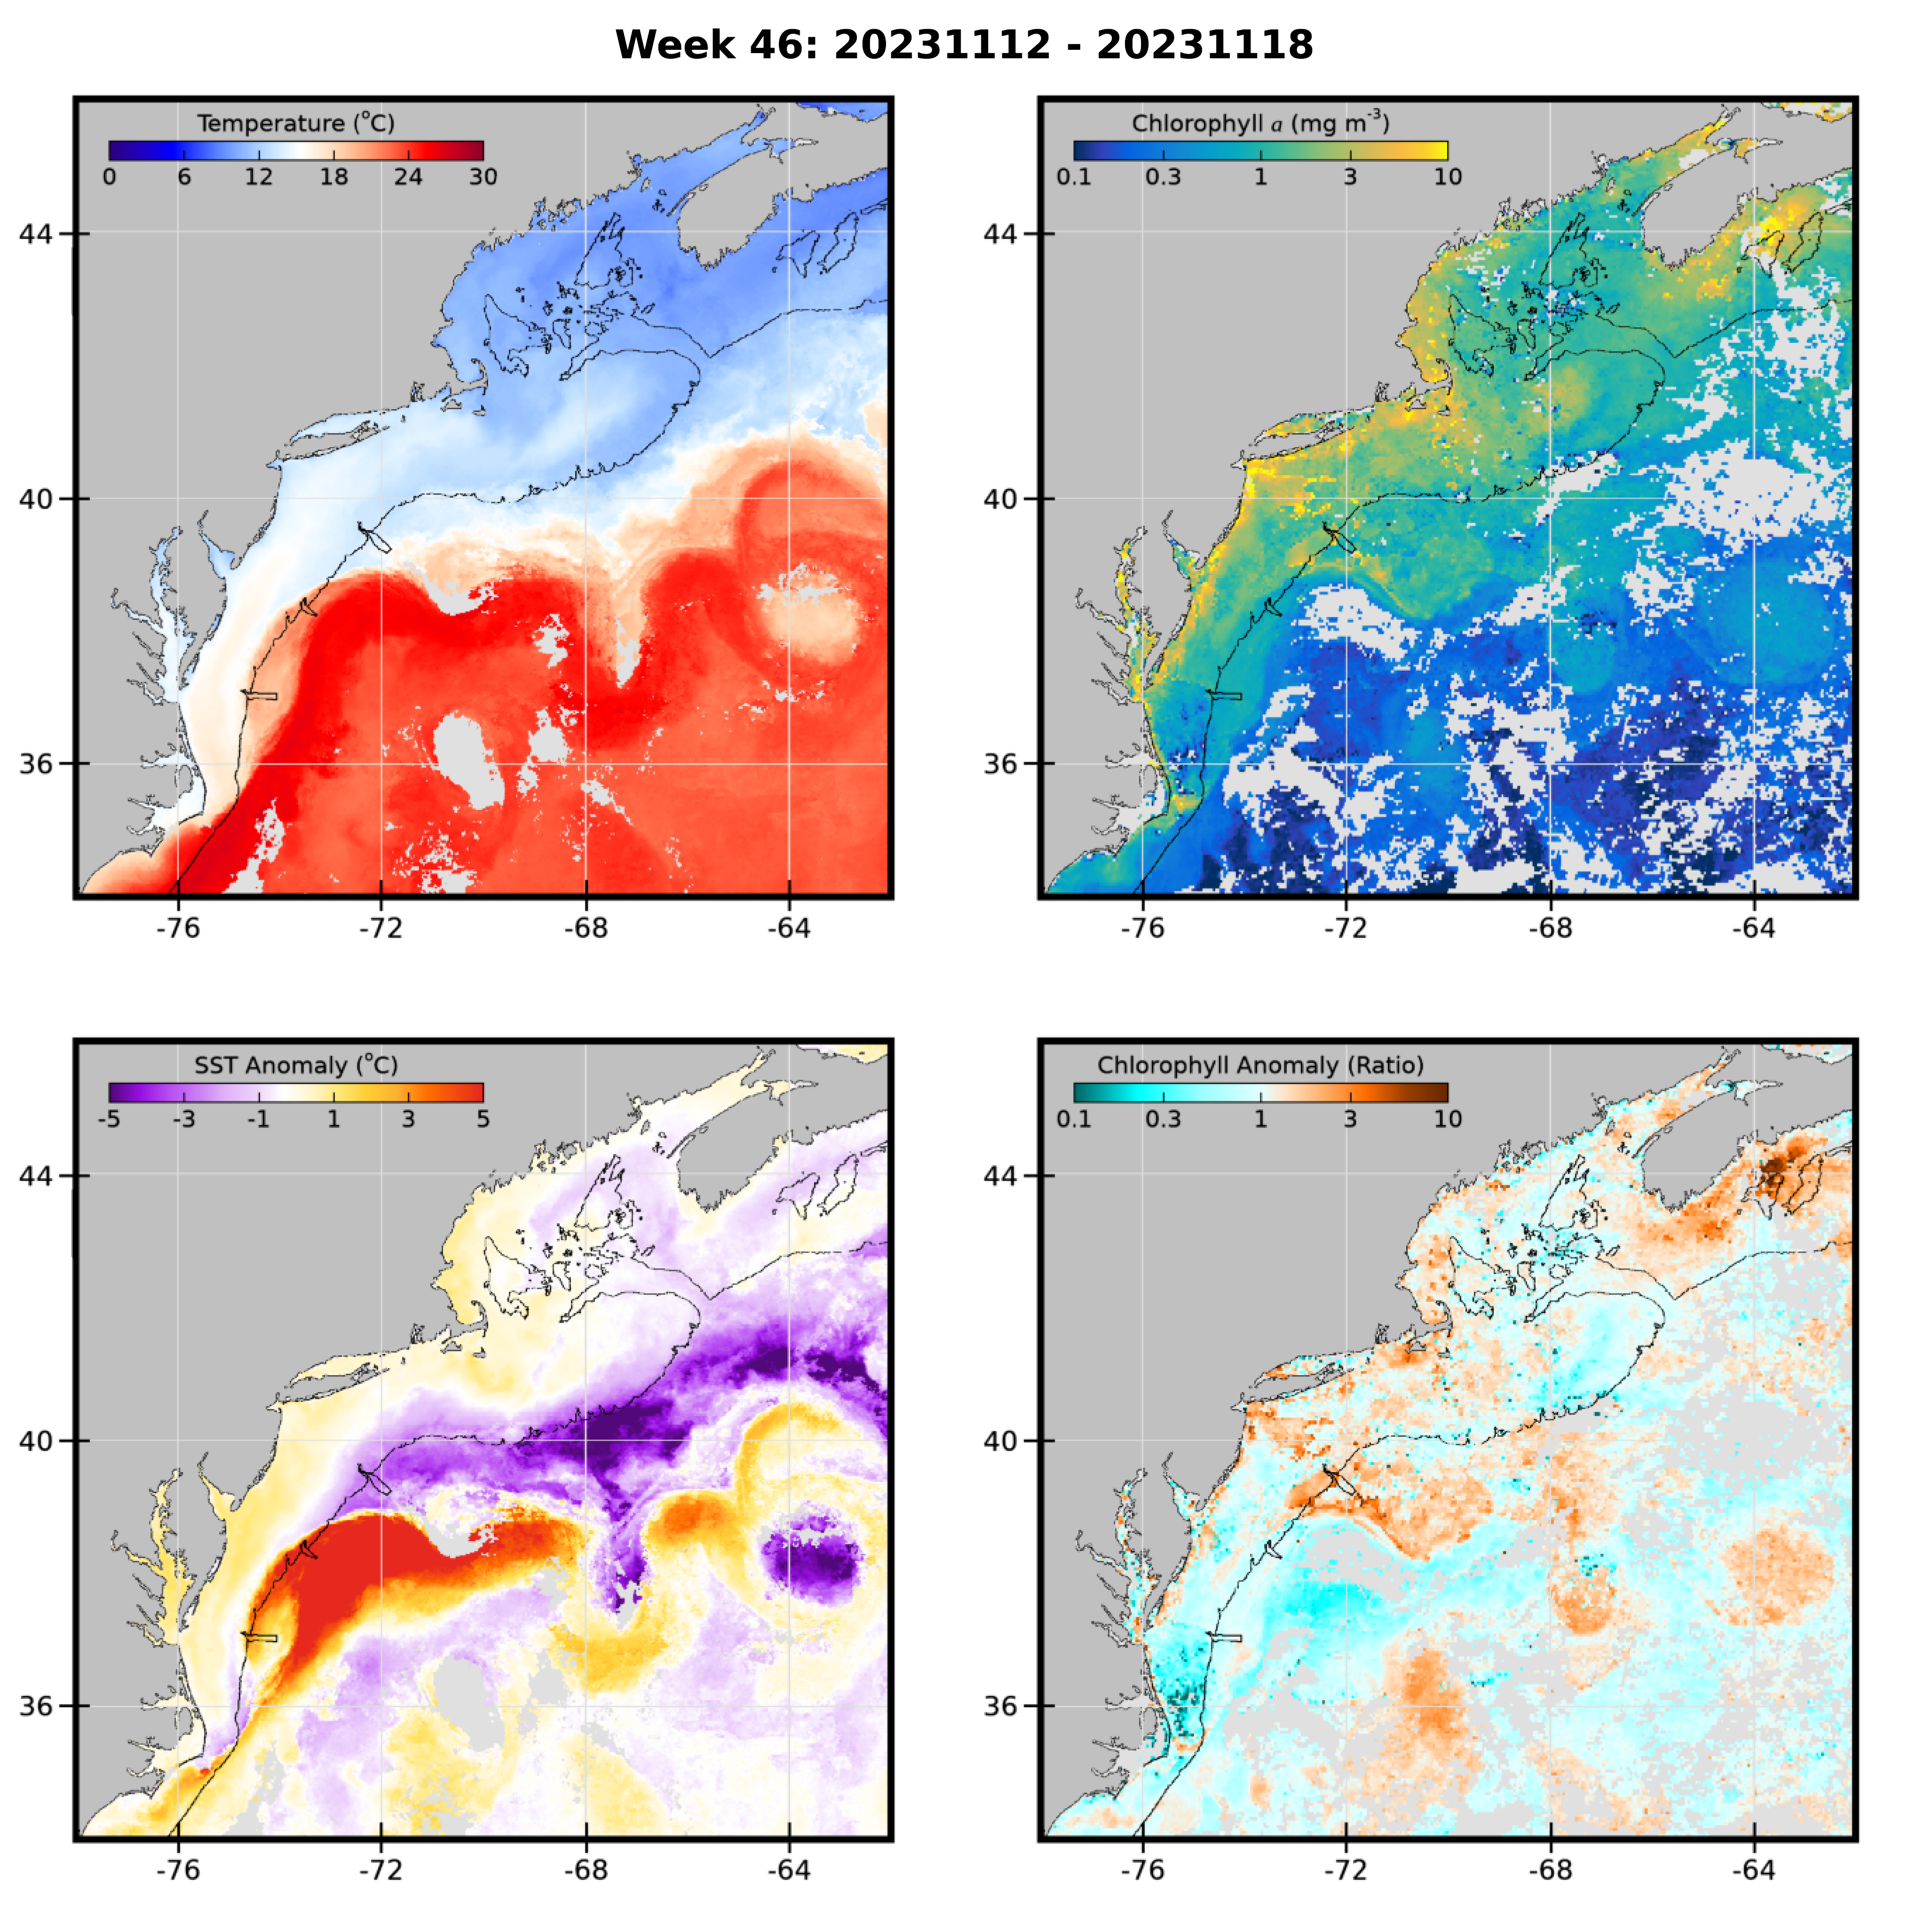 Week 46: 20231112 - 20231118
Temperature (°C)
0 6 12 18 24 30
44
40
36
-76 -72 -68 -64
Chlorophyll a (mg m⁻³)
0.1 0.3 1 3 10
44
40
36
-76 -72 -68 -64
SST Anomaly (°C)
-5 -3 -1 1 3 5
44
40
36
-76 -72 -68 -64
Chlorophyll Anomaly (Ratio)
0.1 0.3 1 3 10
44
40
36
-76 -72 -68 -64